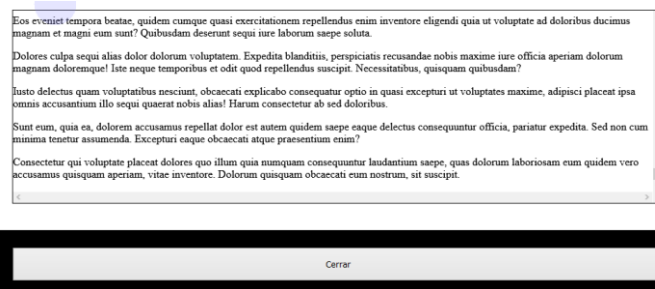 Eos eveniet tempora beatae, quidem cumque quasi exercitationem repellendus enim inventore eligendi quia ut voluptate ad doloribus ducimus
magnam et magni eum sunt? Quibusdam deserunt sequi iure laborum saepe soluta.
Dolores culpa sequi alias dolor dolorum voluptatem. Expedita blanditiis, perspiciatis recusandae nobis maxime iure officia aperiam dolorum
magnam doloremque! Iste neque temporibus et odit quod repellendus suscipit. Necessitatibus, quisquam quibusdam?
Iusto delectus quam voluptatibus nesciunt, obcaecati explicabo consequatur optio in quasi excepturi ut voluptates maxime, adipisci placeat ipsa
omnis accusantium illo sequi quaerat nobis alias! Harum consectetur ab sed doloribus.
Sunt eum, quia ea, dolorem accusamus repellat dolor est autem quidem saepe eaque delectus consequuntur officia, pariatur expedita. Sed non cum
minima tenetur assumenda. Excepturi eaque obcaecati atque praesentium enim?
Consectetur qui voluptate placeat dolores quo illum quia numquam consequuntur laudantium saepe, quas dolorum laboriosam eum quidem vero
accusamus quisquam aperiam, vitae inventore. Dolorum quisquam obcaecati eum nostrum, sit suscipit.
Cerrar